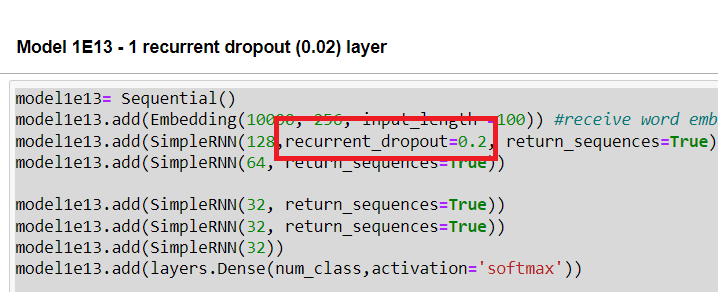 Model 1E13 - 1 recurrent dropout (0.02) layer
model1e13= Sequential()
model1e13.add(Embedding(10000, 256, input_length=100)) #receive word emb
model1e13.add(SimpleRNN(128,recurrent_dropout=0.2, return_sequences=True)
model1e13.add(SimpleRNN(64, return_sequences=True))
model1e13.add(SimpleRNN(32, return_sequences=True))
model1e13.add(SimpleRNN(32, return_sequences=True))
model1e13.add(SimpleRNN(32))
model1e13.add(layers.Dense(num_class,activation='softmax'))